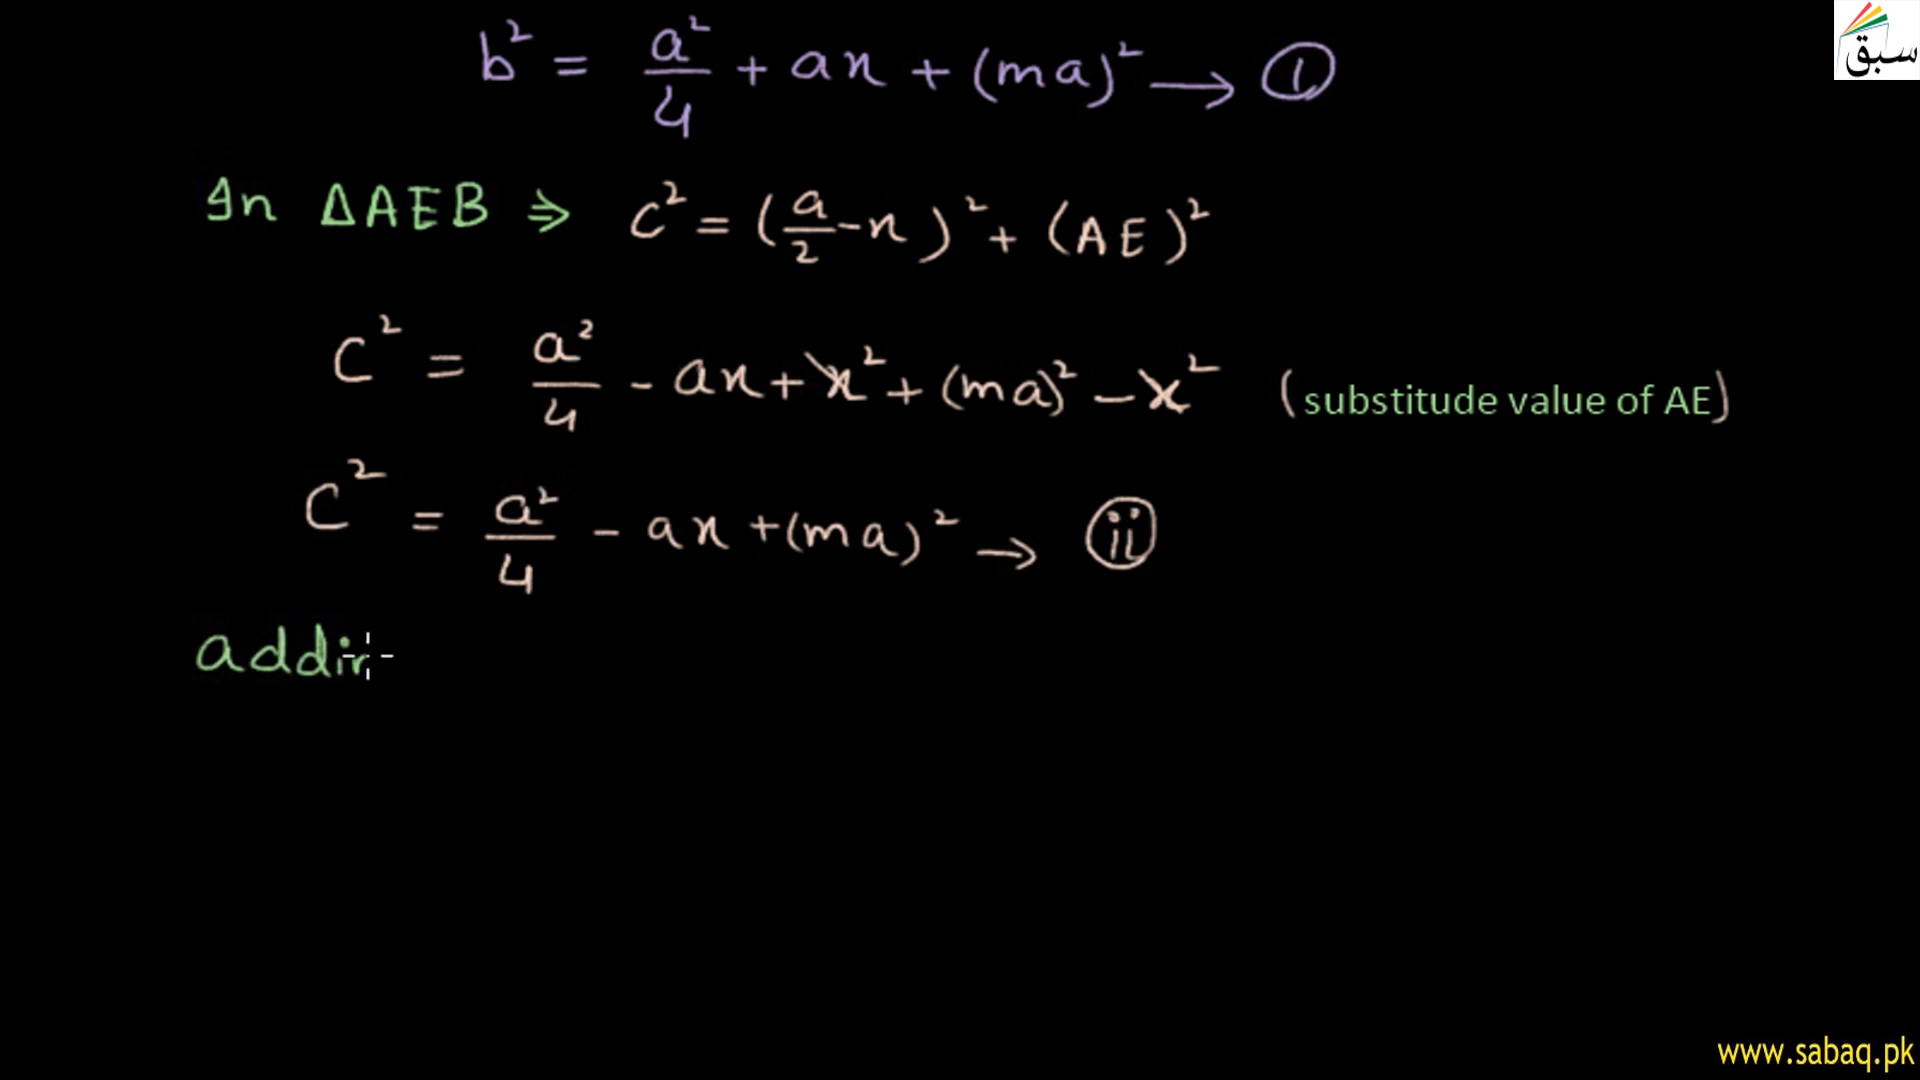 سبق
b² = a²/4 + ax + (ma)² → ①
In ΔAEB ⇒ c² = (a/2 - x)² + (AE)²
c² = a²/4 - ax + x² + (ma)² - x² (substitude value of AE)
c² = a²/4 - ax + (ma)² → ⓘⓘ
addin
www.sabaq.pk